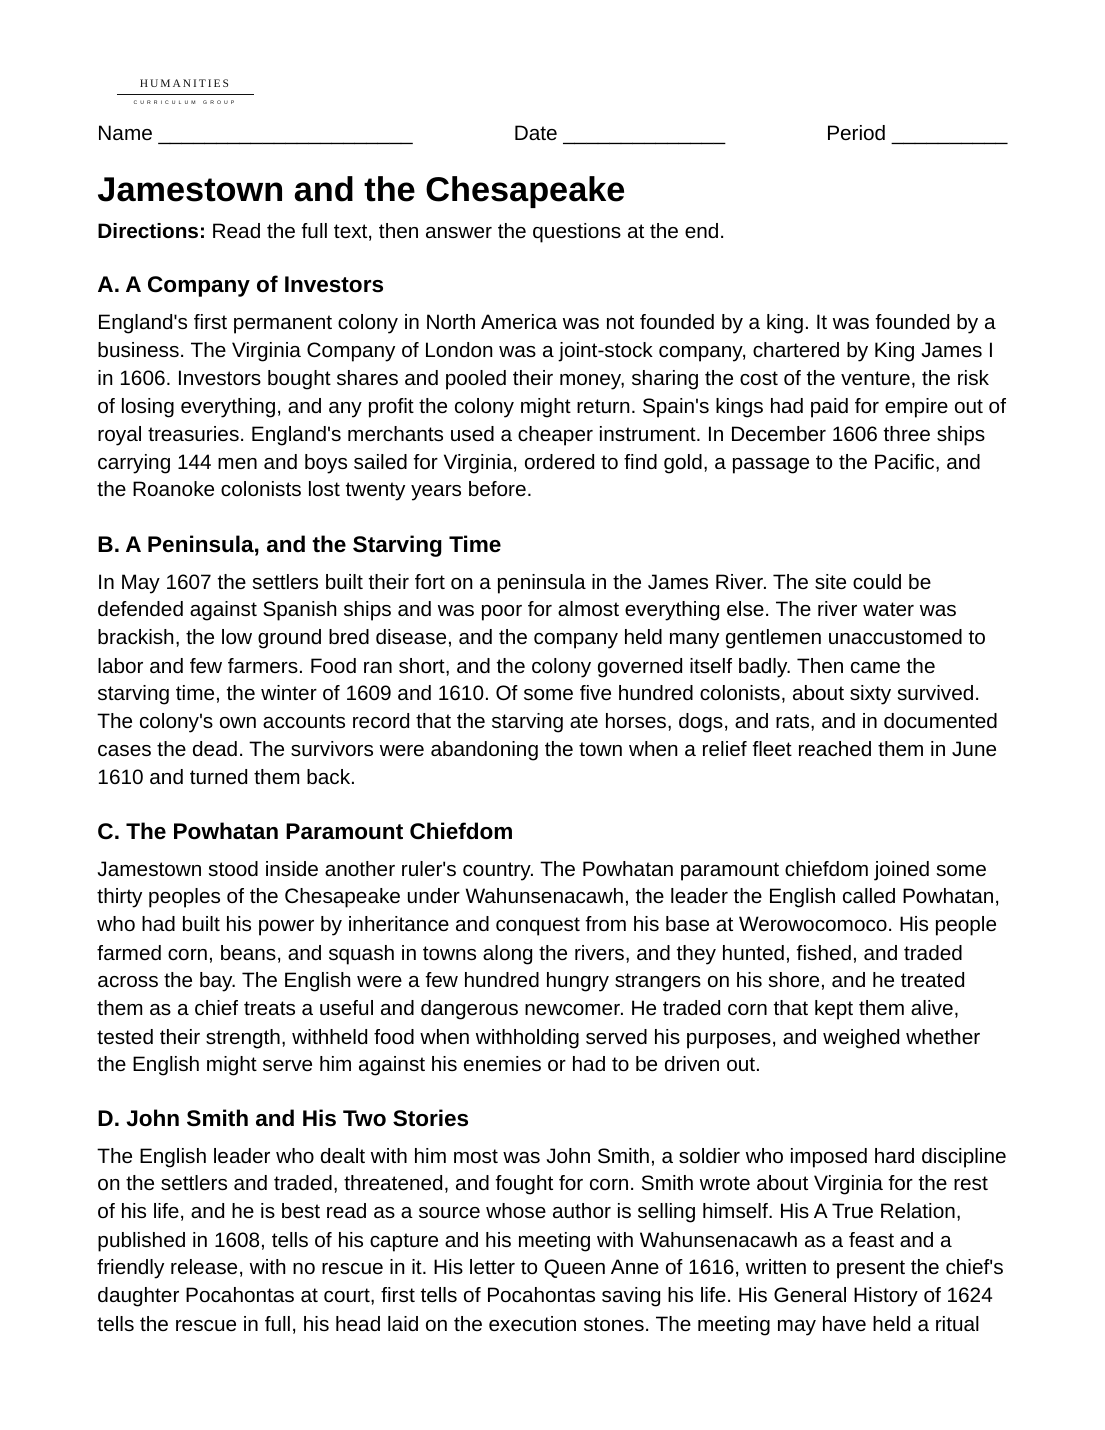 HUMANITIES
CURRICULUM GROUP
Name ______________________ Date ______________ Period __________
Jamestown and the Chesapeake
Directions: Read the full text, then answer the questions at the end.
A. A Company of Investors
England's first permanent colony in North America was not founded by a king. It was founded by a
business. The Virginia Company of London was a joint-stock company, chartered by King James I
in 1606. Investors bought shares and pooled their money, sharing the cost of the venture, the risk
of losing everything, and any profit the colony might return. Spain's kings had paid for empire out of
royal treasuries. England's merchants used a cheaper instrument. In December 1606 three ships
carrying 144 men and boys sailed for Virginia, ordered to find gold, a passage to the Pacific, and
the Roanoke colonists lost twenty years before.
B. A Peninsula, and the Starving Time
In May 1607 the settlers built their fort on a peninsula in the James River. The site could be
defended against Spanish ships and was poor for almost everything else. The river water was
brackish, the low ground bred disease, and the company held many gentlemen unaccustomed to
labor and few farmers. Food ran short, and the colony governed itself badly. Then came the
starving time, the winter of 1609 and 1610. Of some five hundred colonists, about sixty survived.
The colony's own accounts record that the starving ate horses, dogs, and rats, and in documented
cases the dead. The survivors were abandoning the town when a relief fleet reached them in June
1610 and turned them back.
C. The Powhatan Paramount Chiefdom
Jamestown stood inside another ruler's country. The Powhatan paramount chiefdom joined some
thirty peoples of the Chesapeake under Wahunsenacawh, the leader the English called Powhatan,
who had built his power by inheritance and conquest from his base at Werowocomoco. His people
farmed corn, beans, and squash in towns along the rivers, and they hunted, fished, and traded
across the bay. The English were a few hundred hungry strangers on his shore, and he treated
them as a chief treats a useful and dangerous newcomer. He traded corn that kept them alive,
tested their strength, withheld food when withholding served his purposes, and weighed whether
the English might serve him against his enemies or had to be driven out.
D. John Smith and His Two Stories
The English leader who dealt with him most was John Smith, a soldier who imposed hard discipline
on the settlers and traded, threatened, and fought for corn. Smith wrote about Virginia for the rest
of his life, and he is best read as a source whose author is selling himself. His A True Relation,
published in 1608, tells of his capture and his meeting with Wahunsenacawh as a feast and a
friendly release, with no rescue in it. His letter to Queen Anne of 1616, written to present the chief's
daughter Pocahontas at court, first tells of Pocahontas saving his life. His General History of 1624
tells the rescue in full, his head laid on the execution stones. The meeting may have held a ritual